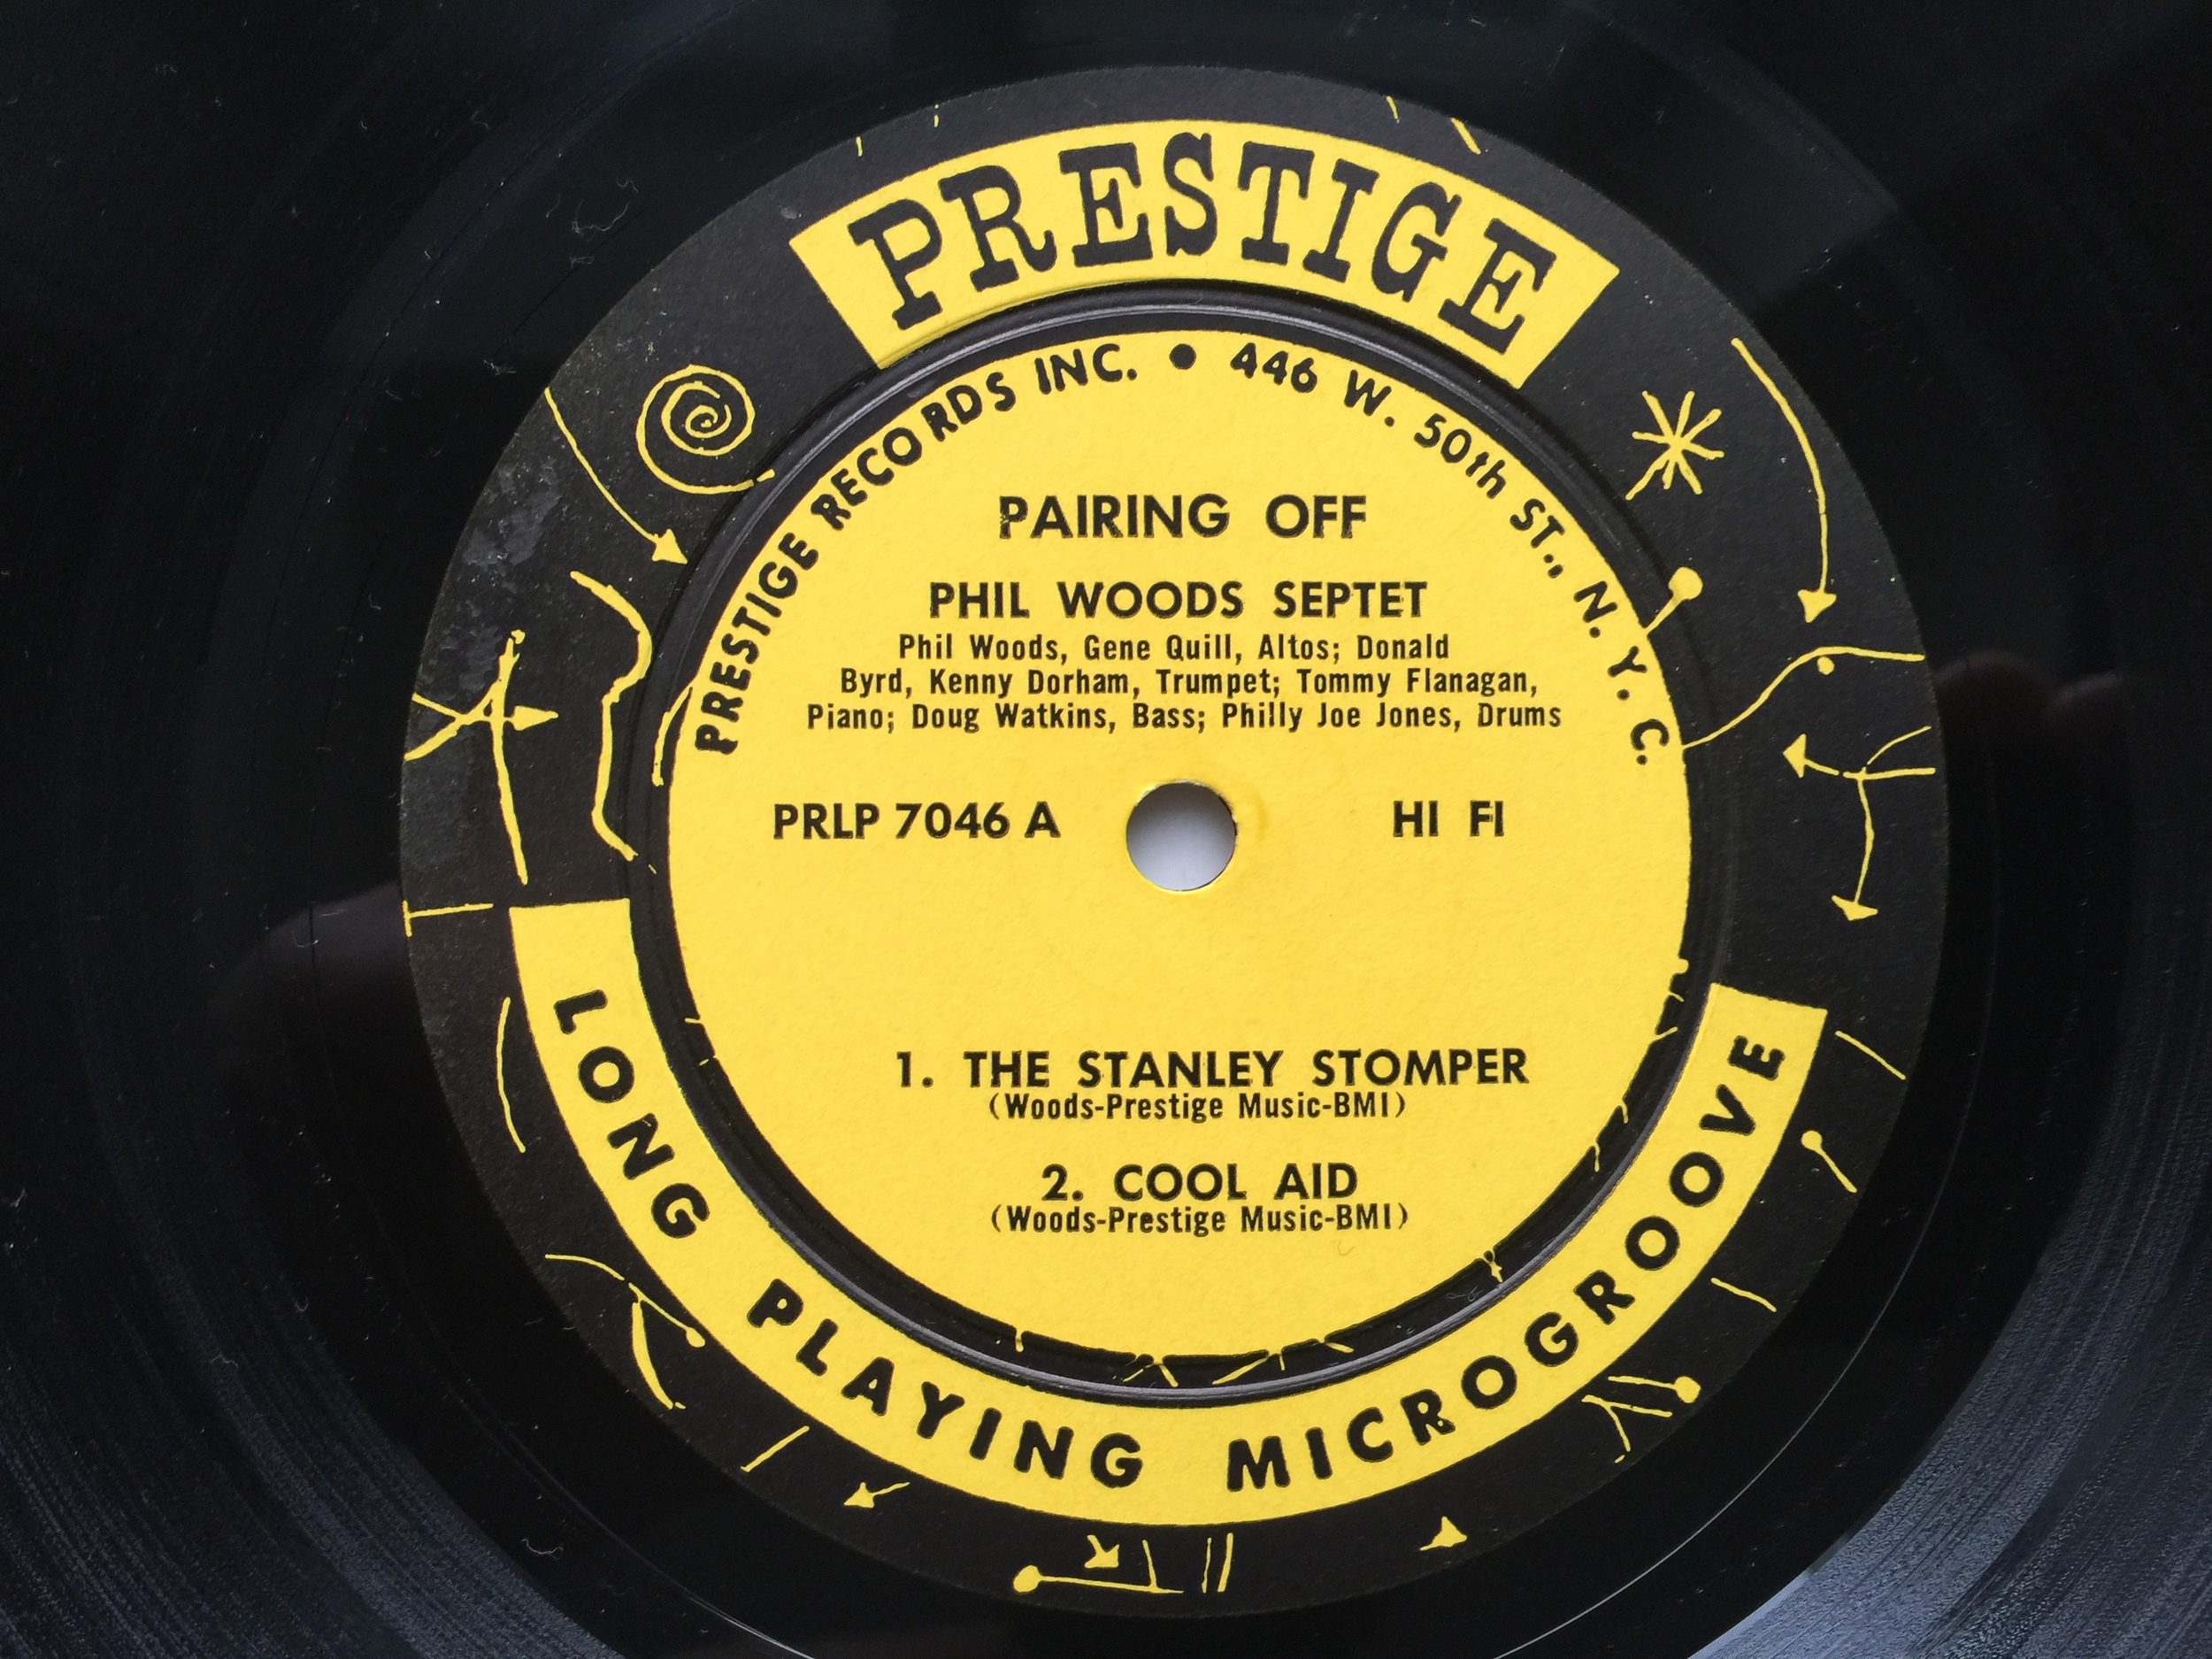 PRESTIGE
PRESTIGE RECORDS INC. • 446 W. 50th ST., N. Y. C.
PAIRING OFF
PHIL WOODS SEPTET
Phil Woods, Gene Quill, Altos; Donald
Byrd, Kenny Dorham, Trumpet; Tommy Flanagan,
Piano; Doug Watkins, Bass; Philly Joe Jones, Drums
PRLP 7046 A HI FI
1. THE STANLEY STOMPER
(Woods-Prestige Music-BMI)
2. COOL AID
(Woods-Prestige Music-BMI)
LONG PLAYING MICROGROOVE